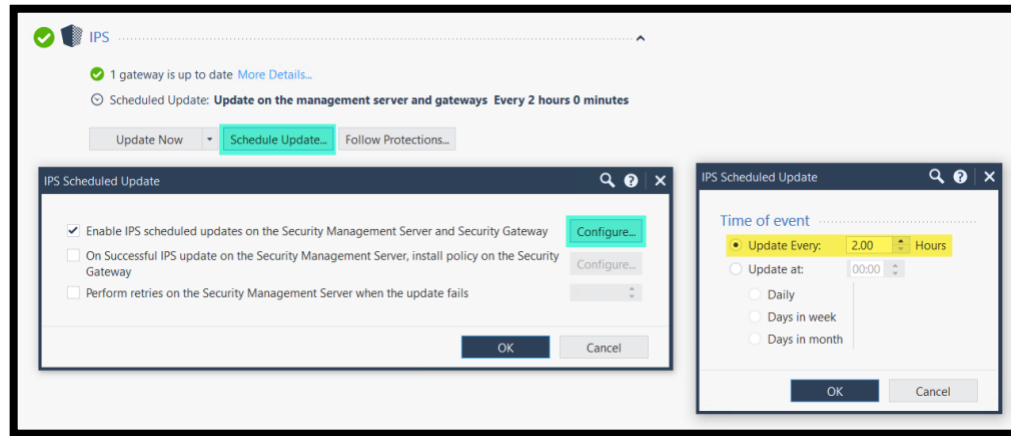 IPS
1 gateway is up to date More Details...
Scheduled Update: Update on the management server and gateways Every 2 hours 0 minutes
Update Now Schedule Update... Follow Protections...
IPS Scheduled Update
Enable IPS scheduled updates on the Security Management Server and Security Gateway Configure...
On Successful IPS update on the Security Management Server, install policy on the Security
Gateway
Configure...
Perform retries on the Security Management Server when the update fails
OK Cancel
IPS Scheduled Update
Time of event
Update Every: 2.00 Hours
Update at: 00:00
Daily
Days in week
Days in month
OK Cancel